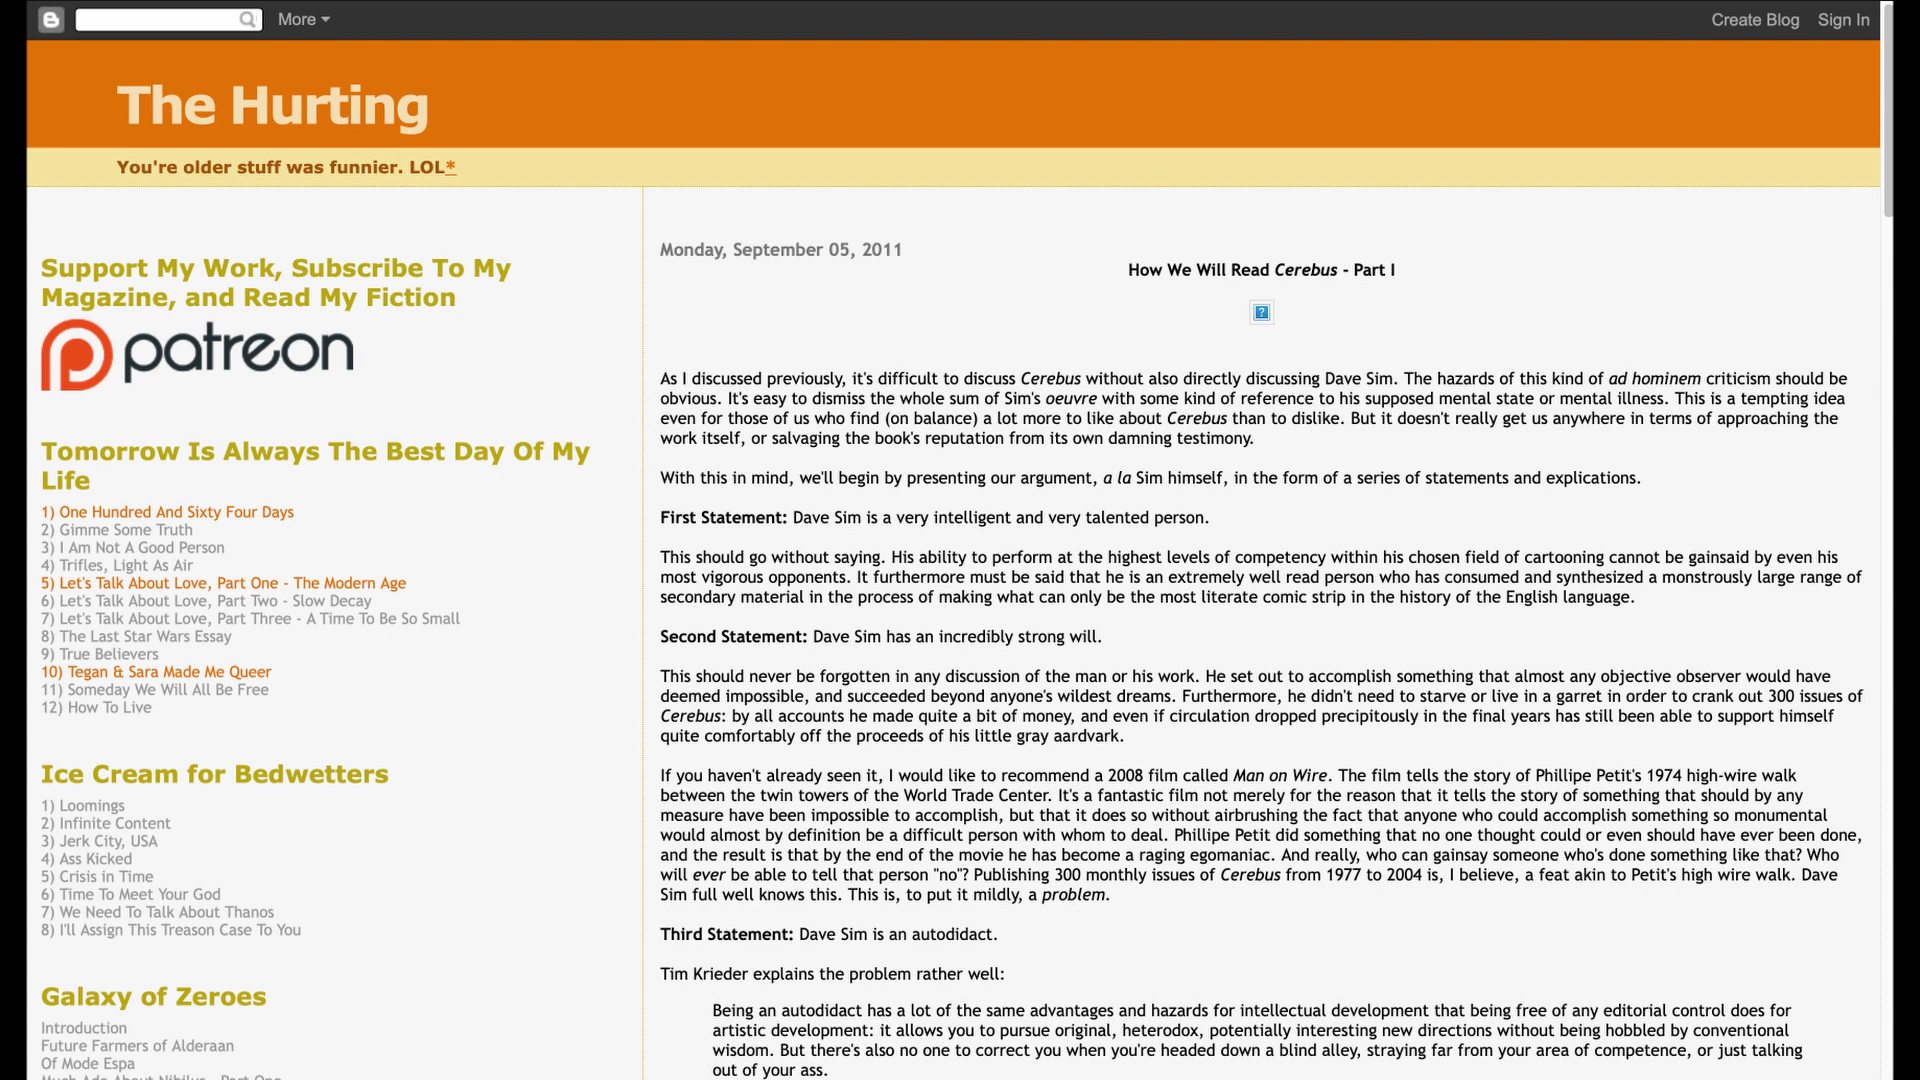 More
Create Blog Sign In
The Hurting
You're older stuff was funnier. LOL*
Support My Work, Subscribe To My
Magazine, and Read My Fiction
patreon
Tomorrow Is Always The Best Day Of My
Life
1) One Hundred And Sixty Four Days
2) Gimme Some Truth
3) I Am Not A Good Person
4) Trifles, Light As Air
5) Let's Talk About Love, Part One - The Modern Age
6) Let's Talk About Love, Part Two - Slow Decay
7) Let's Talk About Love, Part Three - A Time To Be So Small
8) The Last Star Wars Essay
9) True Believers
10) Tegan & Sara Made Me Queer
11) Someday We Will All Be Free
12) How To Live
Ice Cream for Bedwetters
1) Loomings
2) Infinite Content
3) Jerk City, USA
4) Ass Kicked
5) Crisis in Time
6) Time To Meet Your God
7) We Need To Talk About Thanos
8) I'll Assign This Treason Case To You
Galaxy of Zeroes
Introduction
Future Farmers of Alderaan
Of Mode Espa
Much Ado About Nihilus - Part One
Monday, September 05, 2011
How We Will Read Cerebus - Part I
As I discussed previously, it's difficult to discuss Cerebus without also directly discussing Dave Sim. The hazards of this kind of ad hominem criticism should be
obvious. It's easy to dismiss the whole sum of Sim's oeuvre with some kind of reference to his supposed mental state or mental illness. This is a tempting idea
even for those of us who find (on balance) a lot more to like about Cerebus than to dislike. But it doesn't really get us anywhere in terms of approaching the
work itself, or salvaging the book's reputation from its own damning testimony.
With this in mind, we'll begin by presenting our argument, a la Sim himself, in the form of a series of statements and explications.
First Statement: Dave Sim is a very intelligent and very talented person.
This should go without saying. His ability to perform at the highest levels of competency within his chosen field of cartooning cannot be gainsaid by even his
most vigorous opponents. It furthermore must be said that he is an extremely well read person who has consumed and synthesized a monstrously large range of
secondary material in the process of making what can only be the most literate comic strip in the history of the English language.
Second Statement: Dave Sim has an incredibly strong will.
This should never be forgotten in any discussion of the man or his work. He set out to accomplish something that almost any objective observer would have
deemed impossible, and succeeded beyond anyone's wildest dreams. Furthermore, he didn't need to starve or live in a garret in order to crank out 300 issues of
Cerebus: by all accounts he made quite a bit of money, and even if circulation dropped precipitously in the final years has still been able to support himself
quite comfortably off the proceeds of his little gray aardvark.
If you haven't already seen it, I would like to recommend a 2008 film called Man on Wire. The film tells the story of Phillipe Petit's 1974 high-wire walk
between the twin towers of the World Trade Center. It's a fantastic film not merely for the reason that it tells the story of something that should by any
measure have been impossible to accomplish, but that it does so without airbrushing the fact that anyone who could accomplish something so monumental
would almost by definition be a difficult person with whom to deal. Phillipe Petit did something that no one thought could or even should have ever been done,
and the result is that by the end of the movie he has become a raging egomaniac. And really, who can gainsay someone who's done something like that? Who
will ever be able to tell that person "no"? Publishing 300 monthly issues of Cerebus from 1977 to 2004 is, I believe, a feat akin to Petit's high wire walk. Dave
Sim full well knows this. This is, to put it mildly, a problem.
Third Statement: Dave Sim is an autodidact.
Tim Krieder explains the problem rather well:
Being an autodidact has a lot of the same advantages and hazards for intellectual development that being free of any editorial control does for
artistic development: it allows you to pursue original, heterodox, potentially interesting new directions without being hobbled by conventional
wisdom. But there's also no one to correct you when you're headed down a blind alley, straying far from your area of competence, or just talking
out of your ass.